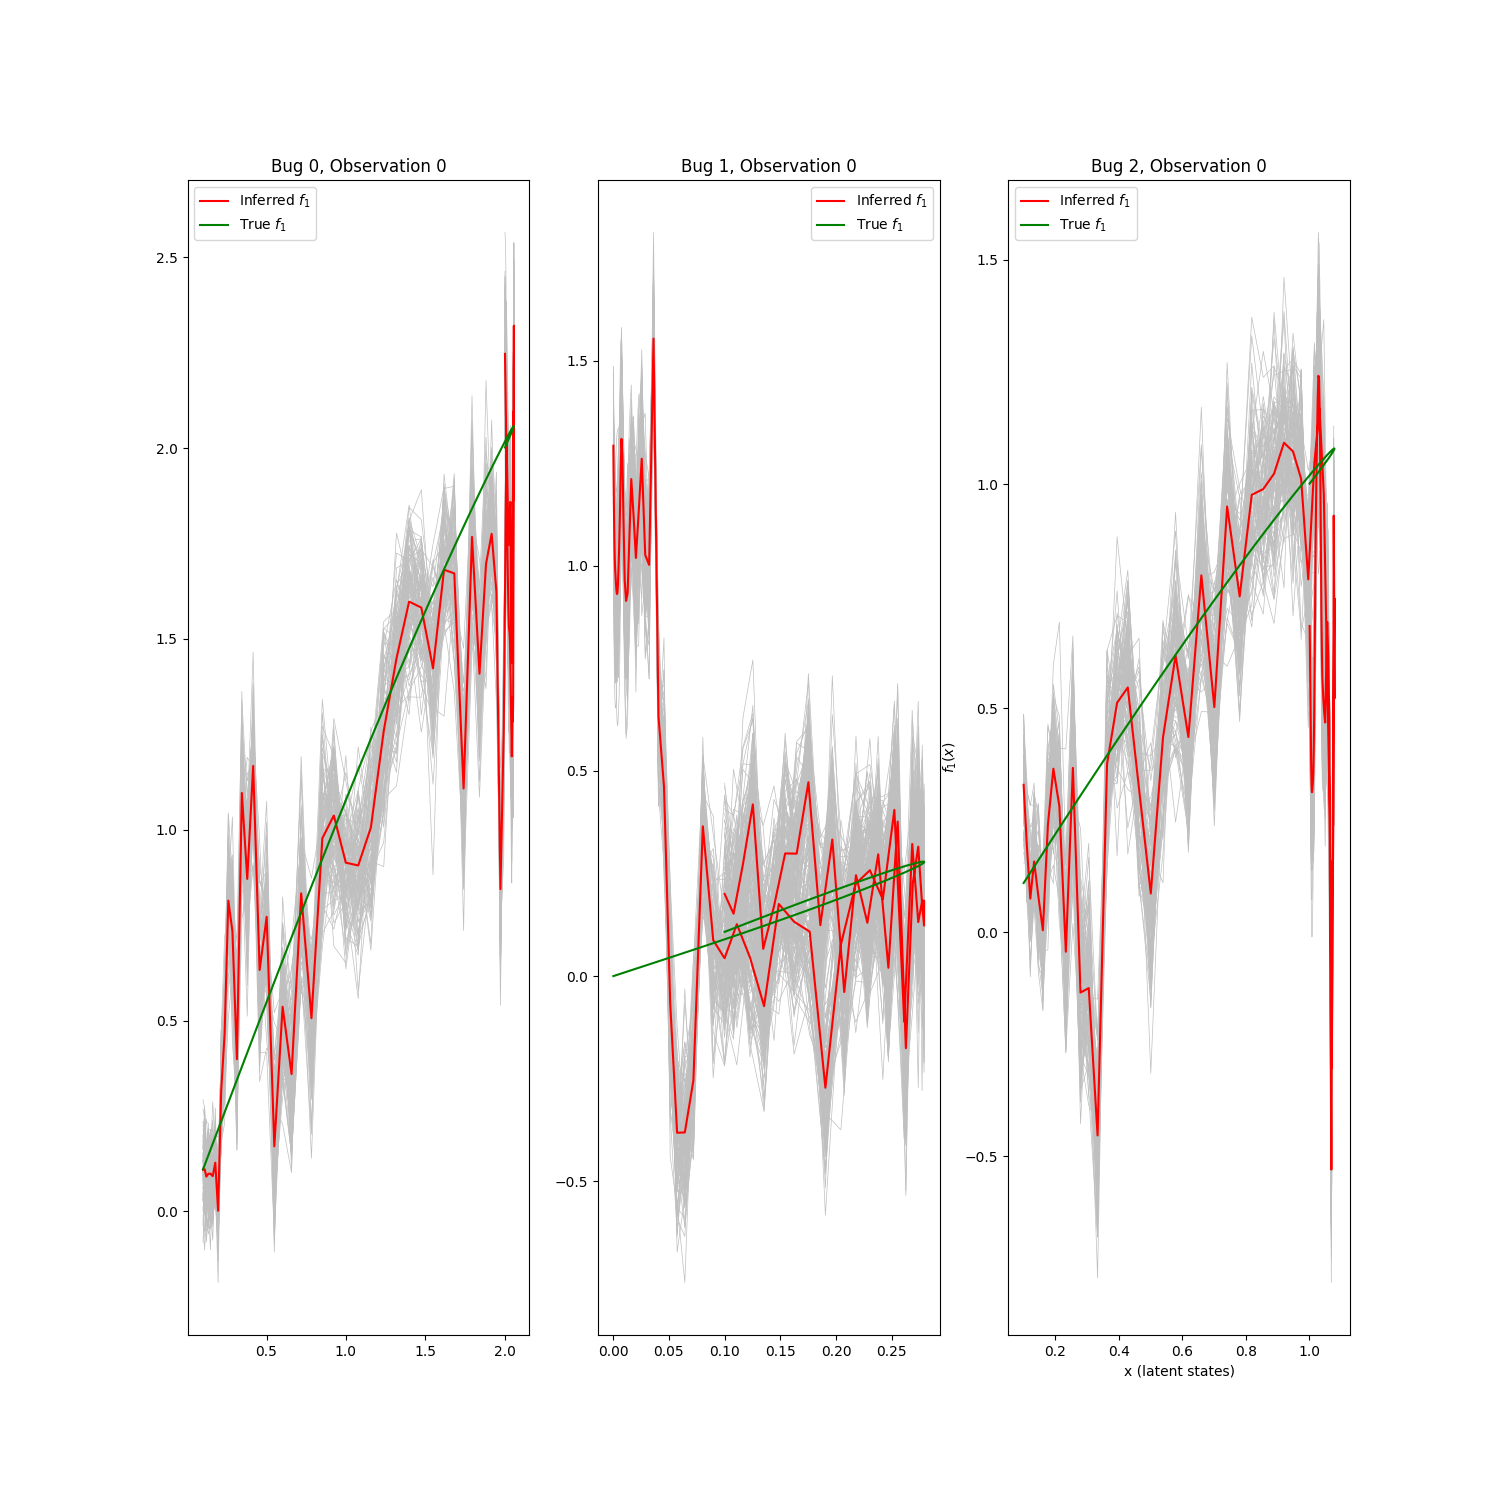 Bug 0, Observation 0
Inferred f₁
True f₁
2.5
2.0
1.5
1.0
0.5
0.0
0.5 1.0 1.5 2.0
Bug 1, Observation 0
Inferred f₁
True f₁
1.5
1.0
0.5
0.0
−0.5
0.00 0.05 0.10 0.15 0.20 0.25
Bug 2, Observation 0
Inferred f₁
True f₁
f₁(x)
1.5
1.0
0.5
0.0
−0.5
0.2 0.4 0.6 0.8 1.0
x (latent states)